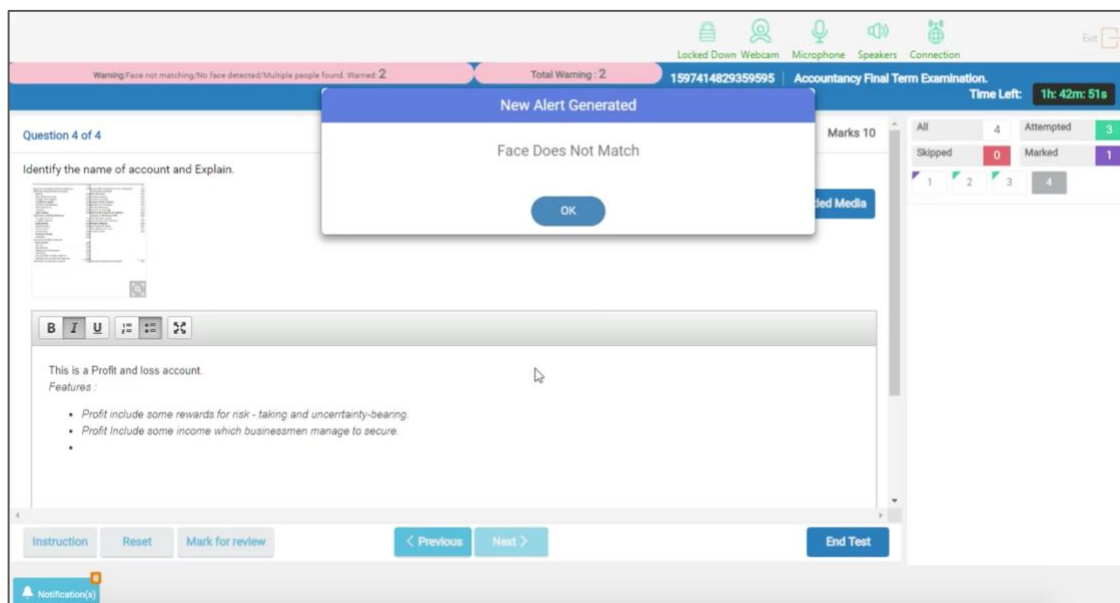 Locked Down Webcam Microphone Speakers Connection
Exit
Warning:Face not matching/No face detected/Multiple people found. Warned: 2
Total Warning : 2
1597414829359595 Accountancy Final Term Examination.
Time Left: 1h: 42m: 51s
New Alert Generated
Face Does Not Match
OK
Question 4 of 4
Marks 10
Identify the name of account and Explain.
ded Media
All 4 Attempted 3
Skipped 0 Marked 1
1 2 3 4
B I U
This is a Profit and loss account.
Features :
• Profit include some rewards for risk - taking and uncerrtainty-bearing.
• Profit Include some income which businessmen manage to secure.
•
Instruction Reset Mark for review < Previous Next > End Test
0
Notification(s)